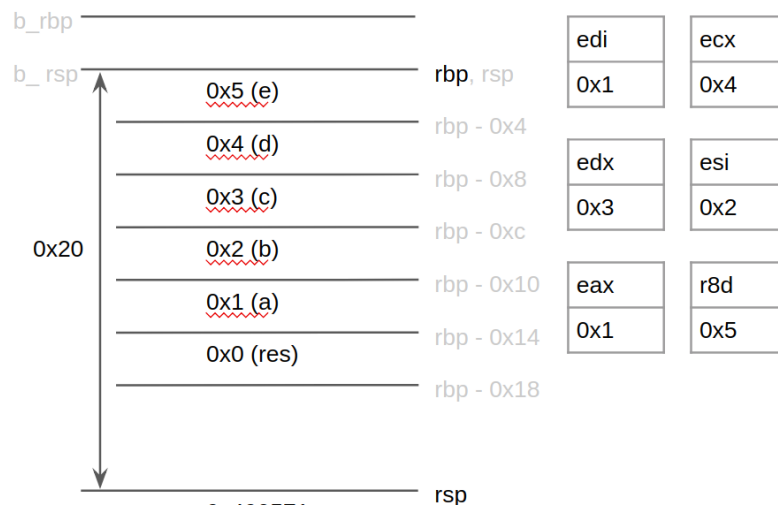 b_rbp
b_ rsp
rbp, rsp
0x5 (e)
rbp - 0x4
0x4 (d)
rbp - 0x8
0x3 (c)
rbp - 0xc
0x20
0x2 (b)
rbp - 0x10
0x1 (a)
rbp - 0x14
0x0 (res)
rbp - 0x18
rsp
edi
0x1
ecx
0x4
edx
0x3
esi
0x2
eax
0x1
r8d
0x5